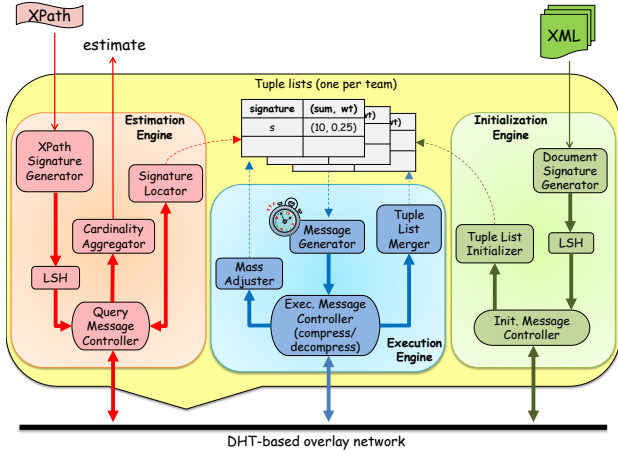 XPath
XML
estimate
Tuple lists (one per team)
signature (sum, wt)
s (10, 0.25)
wt)
wt)
Estimation
Engine
XPath
Signature
Generator
Signature
Locator
Cardinality
Aggregator
LSH
Query
Message
Controller
Message
Generator
Tuple
List
Merger
Mass
Adjuster
Exec. Message
Controller
(compress/
decompress)
Execution
Engine
Initialization
Engine
Document
Signature
Generator
Tuple List
Initializer
LSH
Init. Message
Controller
DHT-based overlay network